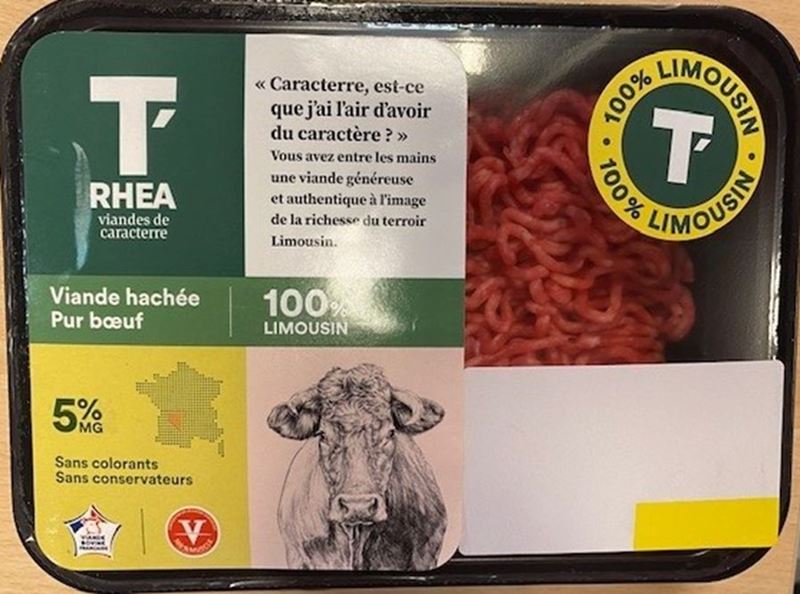 T'
RHEA
viandes de
caracterre
« Caracterre, est-ce
que j'ai l'air d'avoir
du caractère ? »
Vous avez entre les mains
une viande généreuse
et authentique à l'image
de la richesse du terroir
Limousin.
100% LIMOUSIN
T'
100% LIMOUSIN
Viande hachée
Pur bœuf
100%
LIMOUSIN
5%
MG
Sans colorants
Sans conservateurs
VIANDE
BOVINE
FRANÇAISE
V